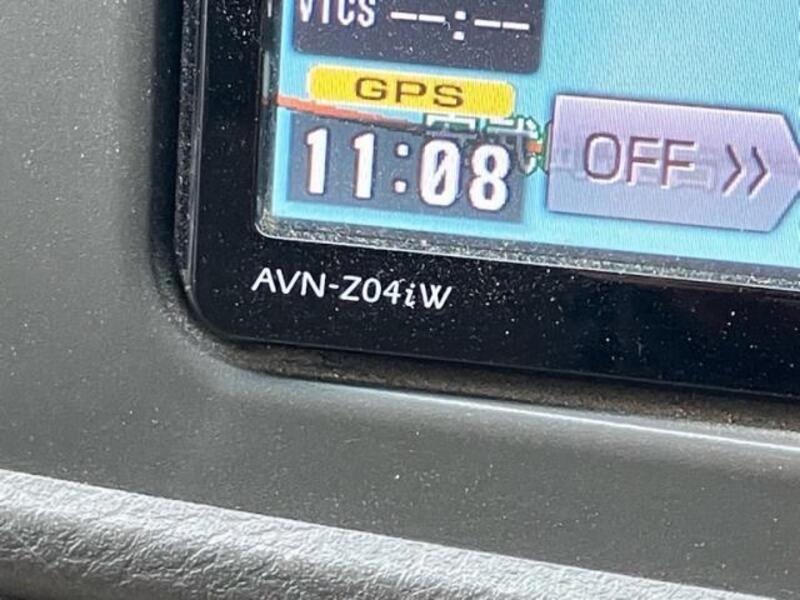 VICS --:--
GPS
11:08
OFF >>
AVN-Z04iW